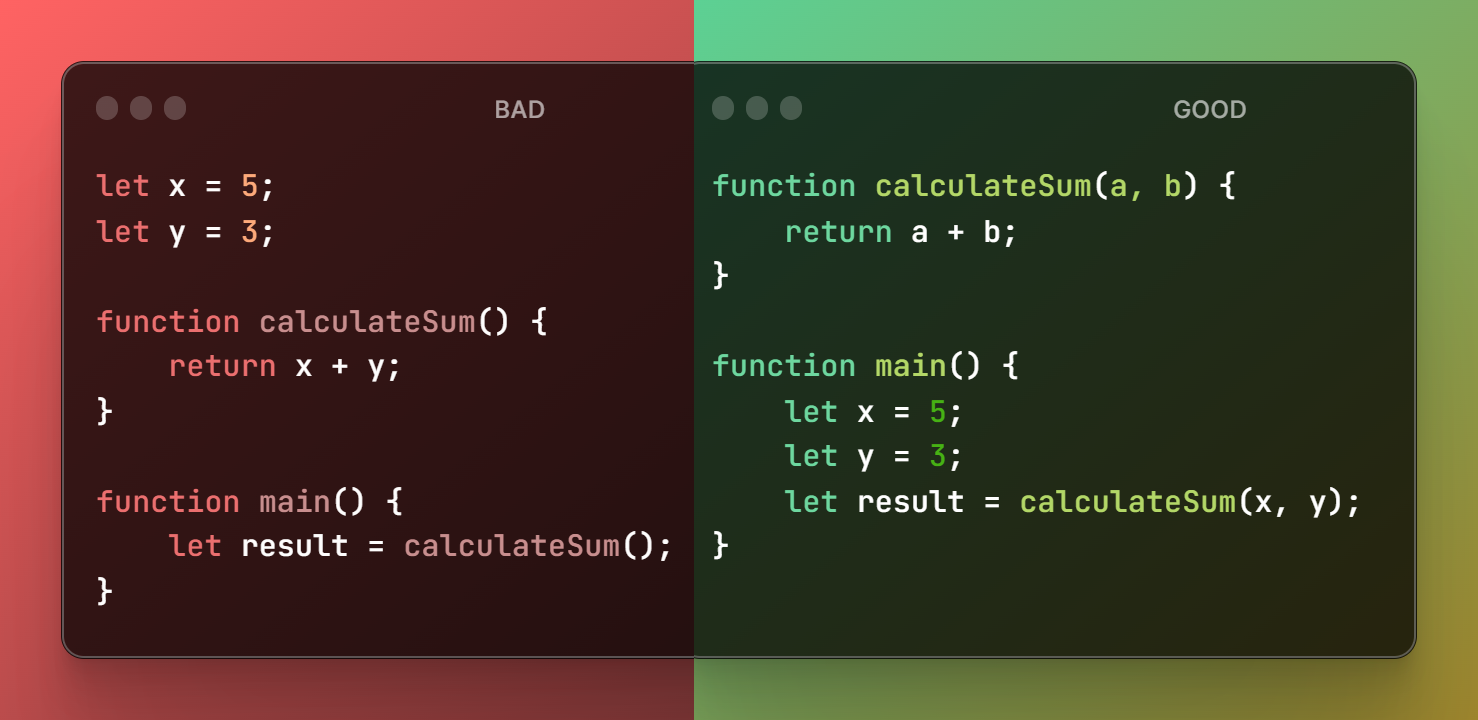 BAD
let x = 5;
let y = 3;
function calculateSum() {
    return x + y;
}
function main() {
    let result = calculateSum();
}
GOOD
function calculateSum(a, b) {
    return a + b;
}
function main() {
    let x = 5;
    let y = 3;
    let result = calculateSum(x, y);
}